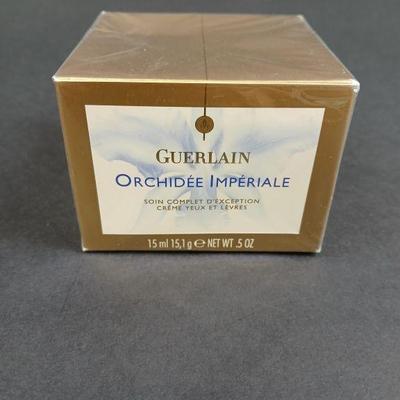 GUERLAIN
ORCHIDÉE IMPÉRIALE
SOIN COMPLET D'EXCEPTION
CRÈME YEUX ET LÈVRES
15 ml 15,1 g ℮ NET WT .5 OZ